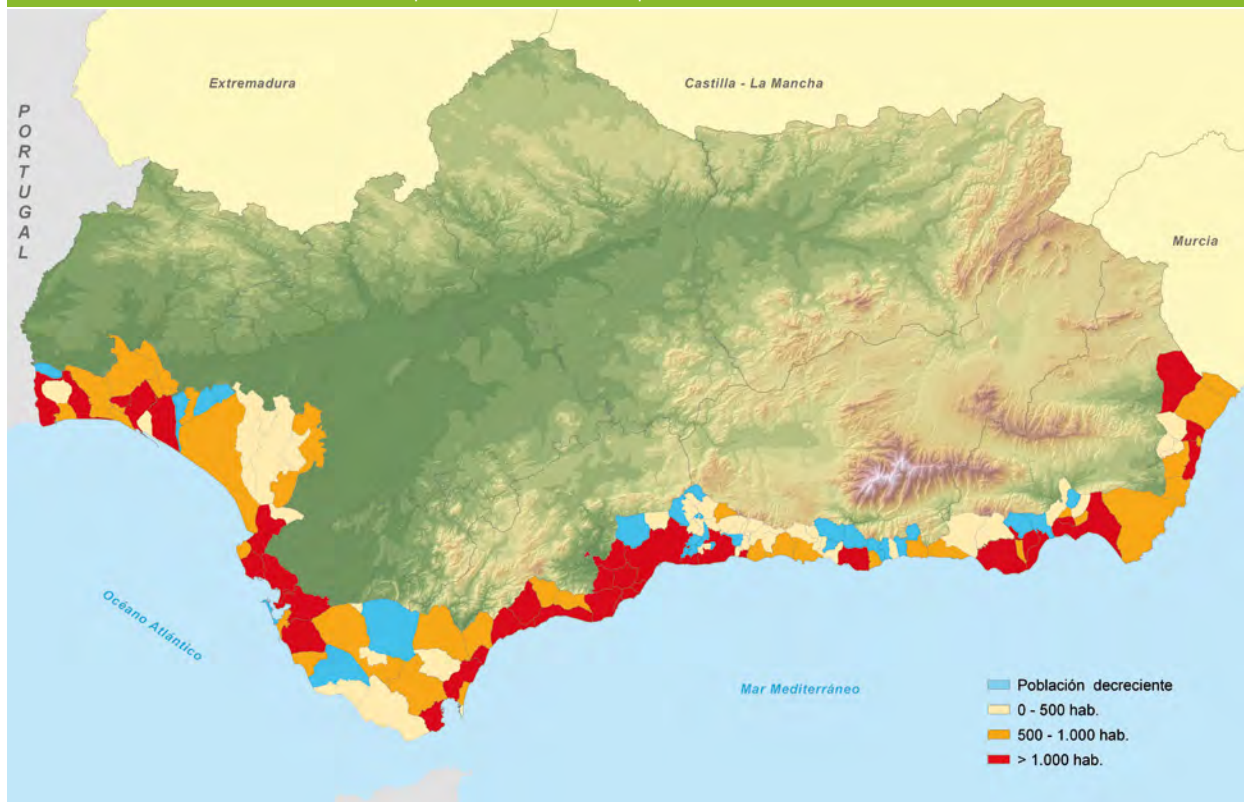 Extremadura
Castilla - La Mancha
PORTUGAL
Murcia
Océano Atlántico
Mar Mediterráneo
Población decreciente
0 - 500 hab.
500 - 1.000 hab.
> 1.000 hab.